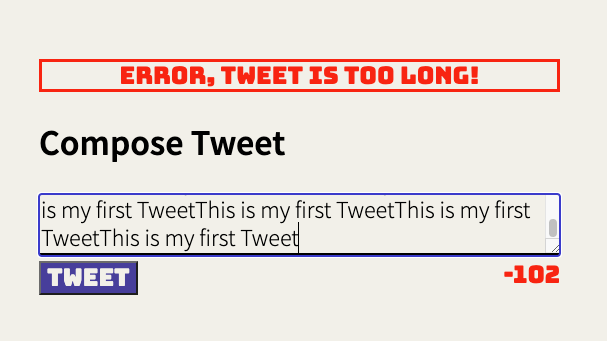 ERROR, TWEET IS TOO LONG!
Compose Tweet
is my first TweetThis is my first TweetThis is my first
TweetThis is my first Tweet
TWEET
-102